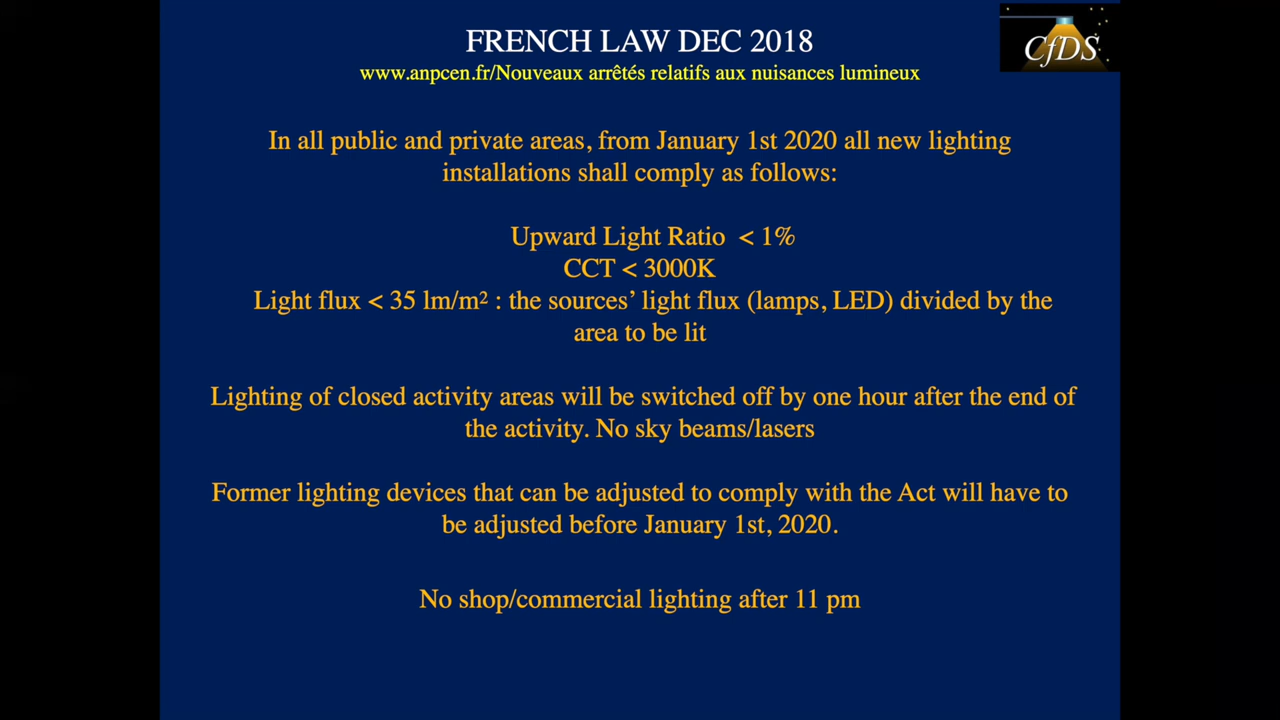 FRENCH LAW DEC 2018
CfDS
www.anpcen.fr/Nouveaux arrêtés relatifs aux nuisances lumineux
In all public and private areas, from January 1st 2020 all new lighting
installations shall comply as follows:
Upward Light Ratio < 1%
CCT < 3000K
Light flux < 35 lm/m² : the sources’ light flux (lamps, LED) divided by the
area to be lit
Lighting of closed activity areas will be switched off by one hour after the end of
the activity. No sky beams/lasers
Former lighting devices that can be adjusted to comply with the Act will have to
be adjusted before January 1st, 2020.
No shop/commercial lighting after 11 pm